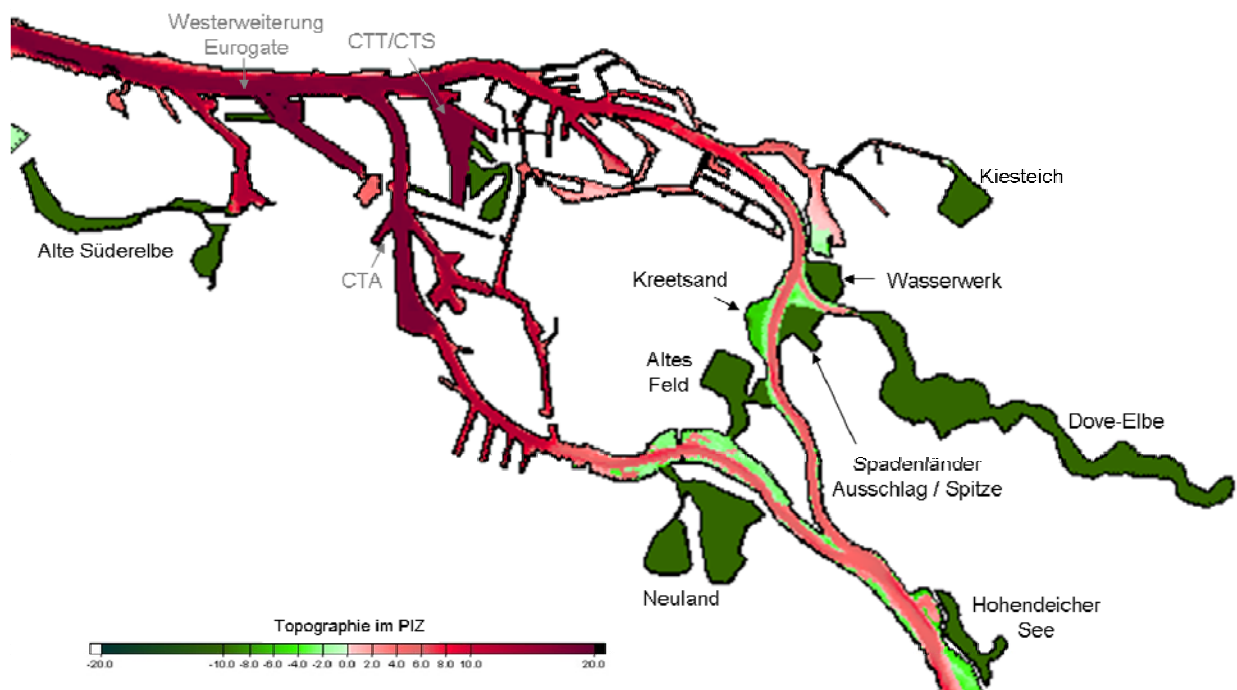 Westerweiterung
Eurogate
CTT/CTS
Kiesteich
Alte Süderelbe
CTA
Kreetsand
Wasserwerk
Altes
Feld
Dove-Elbe
Spadenländer
Ausschlag / Spitze
Neuland
Hohendeicher
See
Topographie im PIZ
-20.0 -10.0 -8.0 -6.0 -4.0 -2.0 0.0 2.0 4.0 6.0 8.0 10.0 20.0